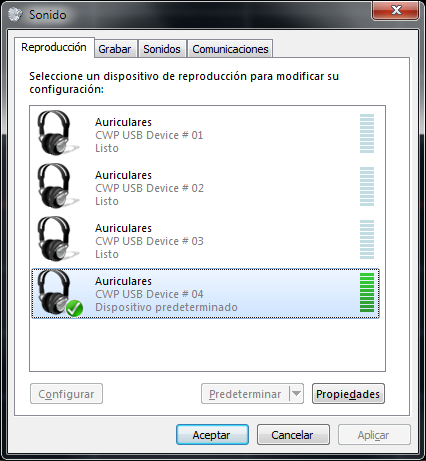 Sonido
Reproducción
Grabar
Sonidos
Comunicaciones
Seleccione un dispositivo de reproducción para modificar su
configuración:
Auriculares
CWP USB Device # 01
Listo
Auriculares
CWP USB Device # 02
Listo
Auriculares
CWP USB Device # 03
Listo
Auriculares
CWP USB Device # 04
Dispositivo predeterminado
Configurar
Predeterminar
Propiedades
Aceptar
Cancelar
Aplicar